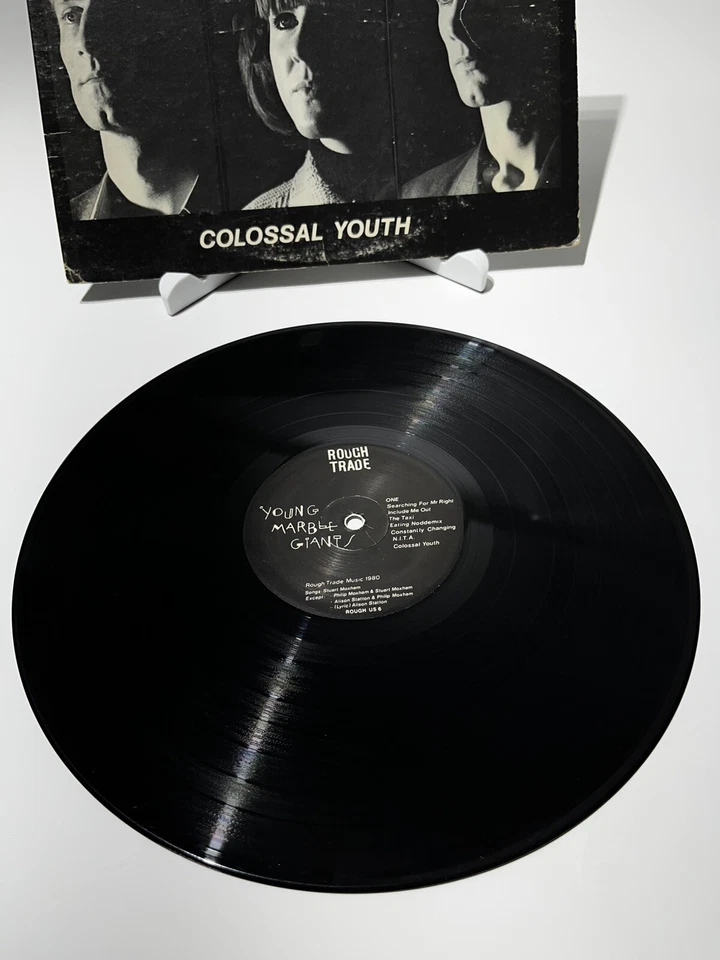 COLOSSAL YOUTH
ROUGH
TRADE
YOUNG
MARBLE
GIANTS
ONE
Searching For Mr Right
Include Me Out
The Taxi
Eating Noddemix
Constantly Changing
N.I.T.A.
Colossal Youth
Rough Trade Music 1980
Songs: Stuart Moxham
Except: - Philip Moxham & Stuart Moxham
- Alison Statton & Philip Moxham
- (Lyric) Alison Statton
ROUGH US 6